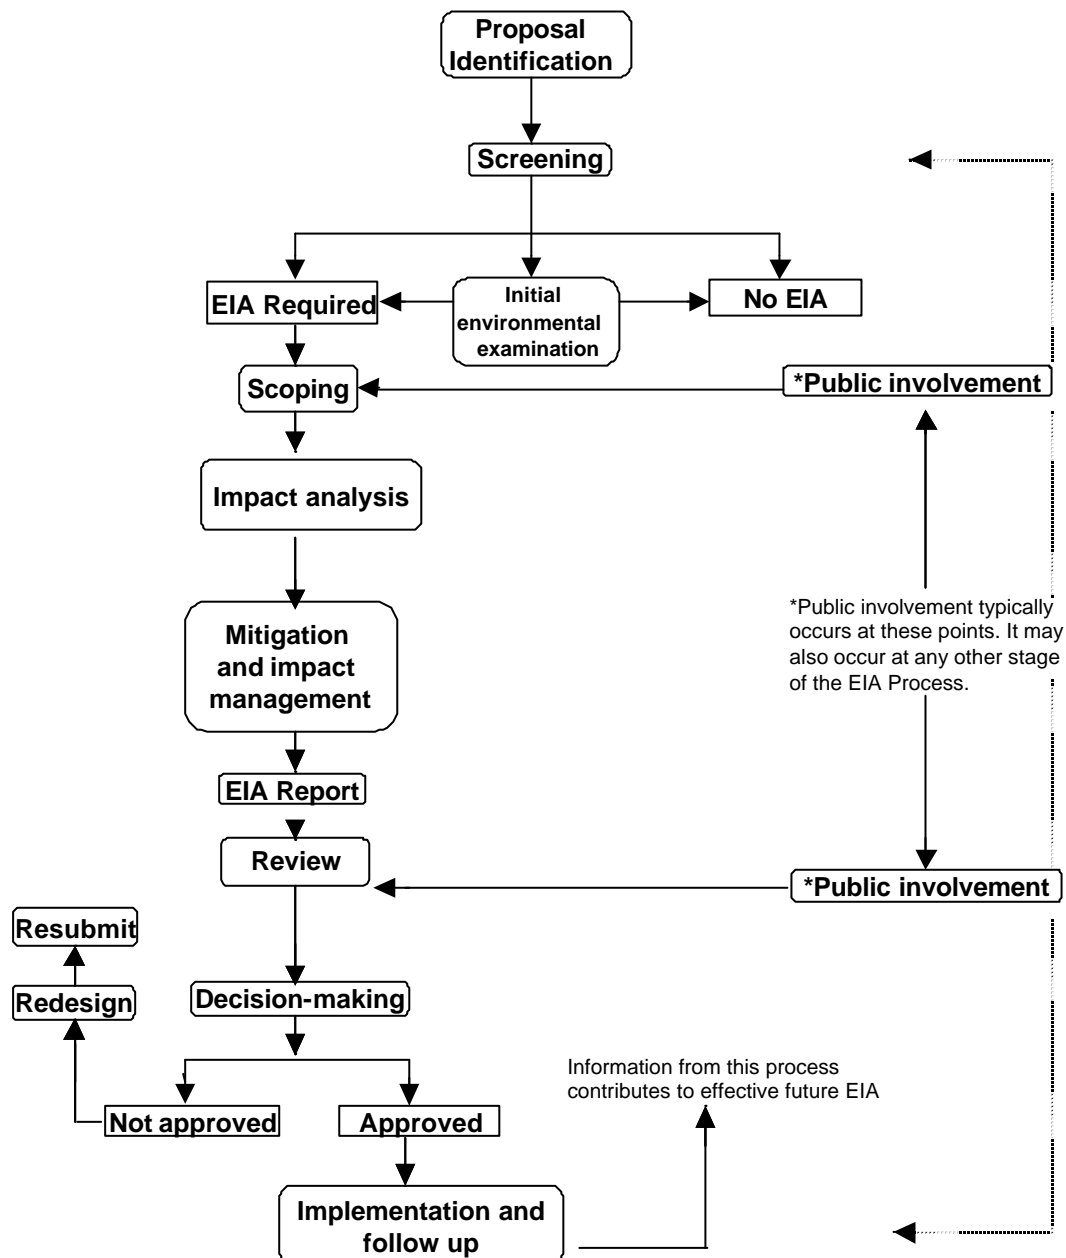 Proposal
Identification
Screening
EIA Required
Initial
environmental
examination
No EIA
Scoping
*Public involvement
Impact analysis
*Public involvement typically
occurs at these points. It may
also occur at any other stage
of the EIA Process.
Mitigation
and impact
management
EIA Report
Review
*Public involvement
Resubmit
Redesign
Decision-making
Information from this process
contributes to effective future EIA
Not approved
Approved
Implementation and
follow up